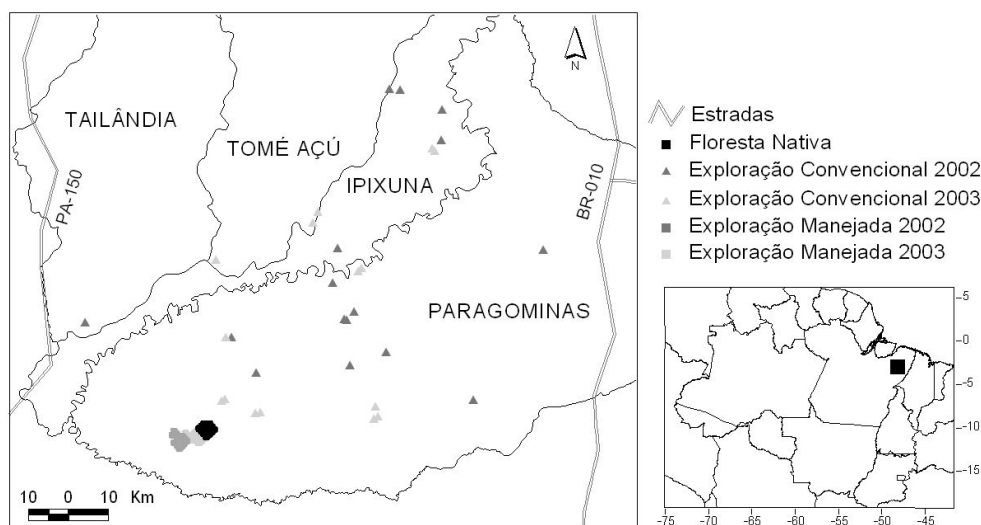 N
TAILÂNDIA
TOMÉ AÇÚ
IPIXUNA
PA-150
BR-010
PARAGOMINAS
10 0 10 Km
Estradas
Floresta Nativa
Exploração Convencional 2002
Exploração Convencional 2003
Exploração Manejada 2002
Exploração Manejada 2003
5
0
-5
-10
-15
-75 -70 -65 -60 -55 -50 -45